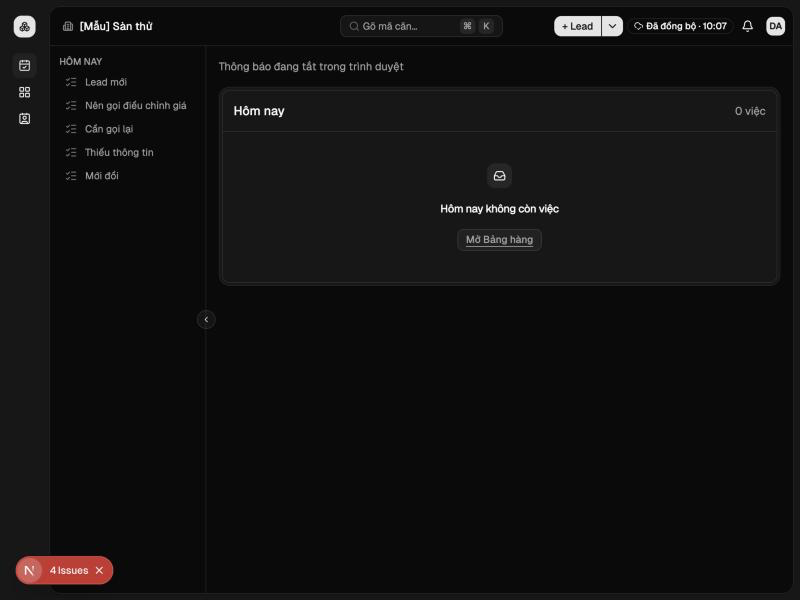 [Mẫu] Sàn thử
Gõ mã căn... ⌘ K
+ Lead
Đã đồng bộ · 10:07
DA
HÔM NAY
Lead mới
Nên gọi điều chỉnh giá
Cần gọi lại
Thiếu thông tin
Mới đổi
Thông báo đang tắt trong trình duyệt
Hôm nay
0 việc
Hôm nay không còn việc
Mở Bảng hàng
N 4 Issues